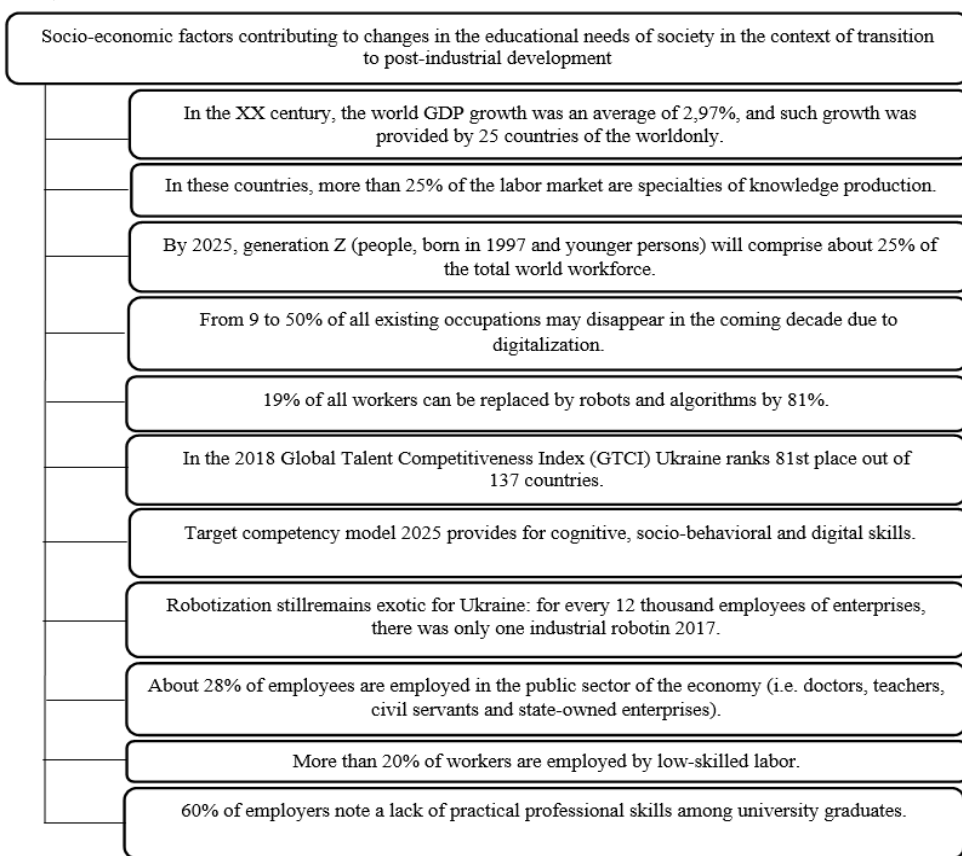 Socio-economic factors contributing to changes in the educational needs of society in the context of transition
to post-industrial development
In the XX century, the world GDP growth was an average of 2,97%, and such growth was
provided by 25 countries of the worldonly.
In these countries, more than 25% of the labor market are specialties of knowledge production.
By 2025, generation Z (people, born in 1997 and younger persons) will comprise about 25% of
the total world workforce.
From 9 to 50% of all existing occupations may disappear in the coming decade due to
digitalization.
19% of all workers can be replaced by robots and algorithms by 81%.
In the 2018 Global Talent Competitiveness Index (GTCI) Ukraine ranks 81st place out of
137 countries.
Target competency model 2025 provides for cognitive, socio-behavioral and digital skills.
Robotization stillremains exotic for Ukraine: for every 12 thousand employees of enterprises,
there was only one industrial robotin 2017.
About 28% of employees are employed in the public sector of the economy (i.e. doctors, teachers,
civil servants and state-owned enterprises).
More than 20% of workers are employed by low-skilled labor.
60% of employers note a lack of practical professional skills among university graduates.